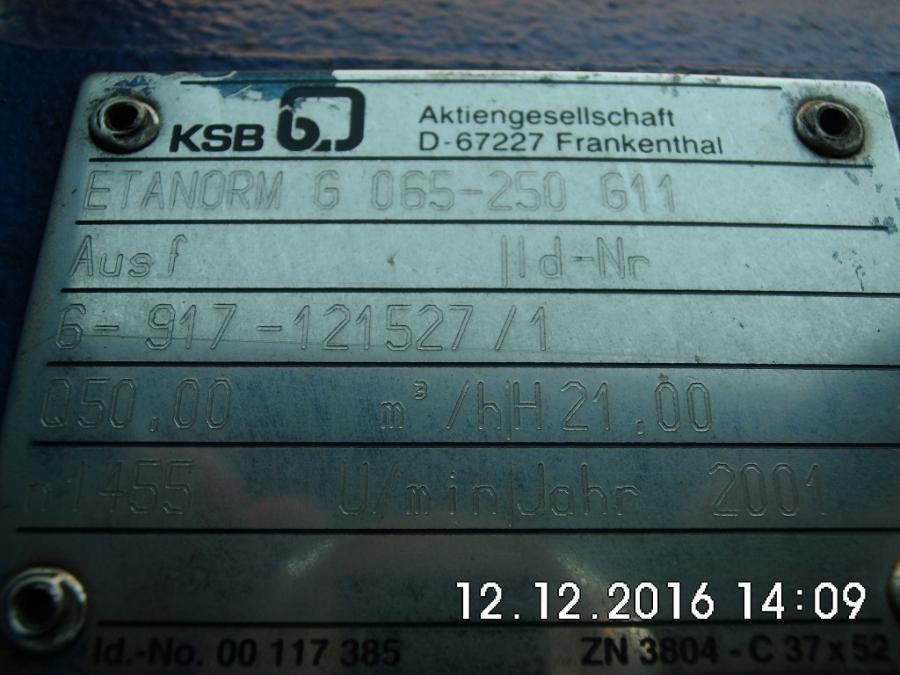 KSB Aktiengesellschaft
D-67227 Frankenthal
ETANORM G 065-250 G11
Ausf |Id-Nr
6- 917 -121527 /1
Q50.00 m³/h|H 21.00
n1455 U/min|Jahr 2001
12.12.2016 14:09
Id.-No. 00 117 385 ZN 3804 - C 37 x 52